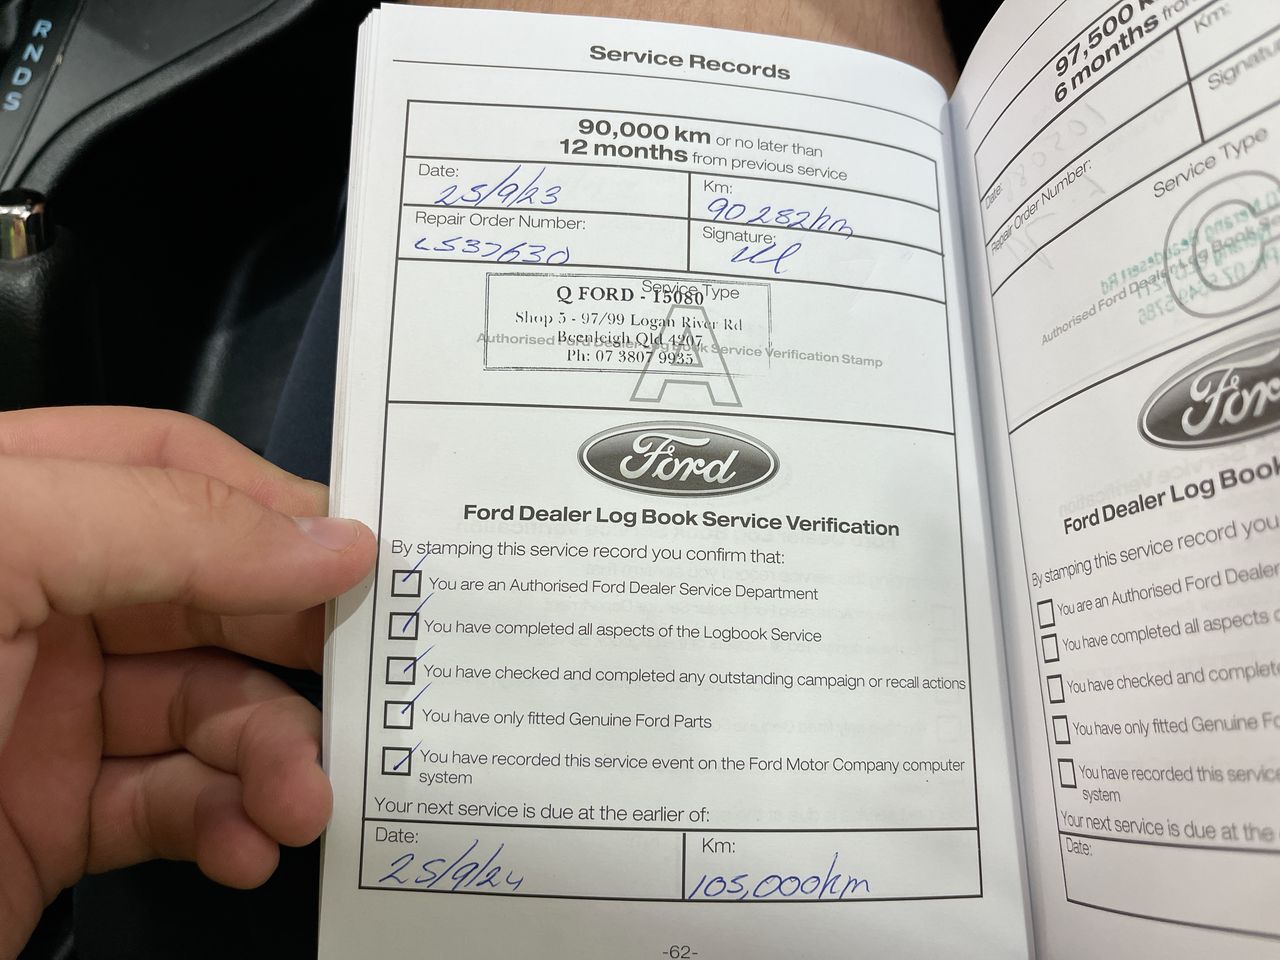 R
N
D
S
Service Records
90,000 km or no later than
12 months from previous service
Date:
25/9/23
Km:
90282km
Repair Order Number:
LS37630
Signature:
Service Type
Q FORD - 15080
Shop 5 - 97/99 Logan River Rd
Beenleigh Qld 4207
Ph: 07 3807 9935
Authorised Ford Dealer Log Book Service Verification Stamp
A
Ford
Ford Dealer Log Book Service Verification
By stamping this service record you confirm that:
You are an Authorised Ford Dealer Service Department
You have completed all aspects of the Logbook Service
You have checked and completed any outstanding campaign or recall actions
You have only fitted Genuine Ford Parts
You have recorded this service event on the Ford Motor Company computer
system
Your next service is due at the earlier of:
Date:
25/9/24
Km:
105,000km
-62-
97,500
6 months
Km:
Date:
Signatu
Repair Order Number:
Service Type
C
Authorised Ford Dealer Log Book
Ford
Ford Dealer Log Book
By stamping this service record you
You are an Authorised Ford Dealer
You have completed all aspects
You have checked and complete
You have only fitted Genuine Fo
You have recorded this service
system
Your next service is due at the
Date: